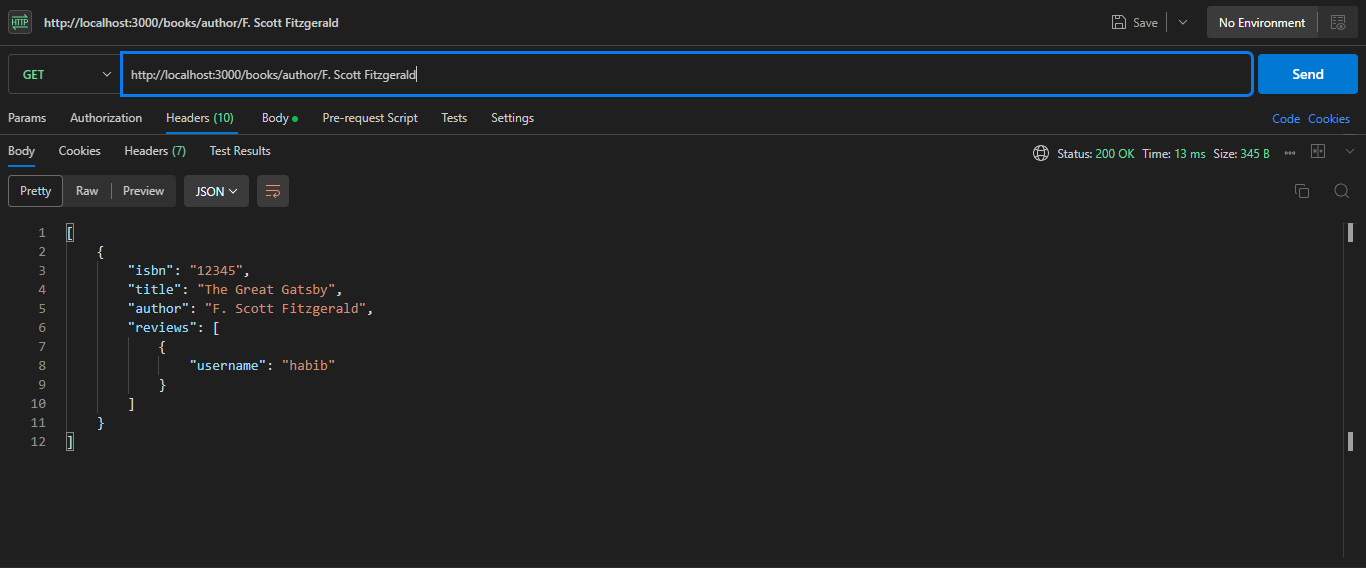 HTTP http://localhost:3000/books/author/F. Scott Fitzgerald Save No Environment
GET http://localhost:3000/books/author/F. Scott Fitzgerald Send
Params Authorization Headers (10) Body Pre-request Script Tests Settings Code Cookies
Body Cookies Headers (7) Test Results Status: 200 OK Time: 13 ms Size: 345 B
Pretty Raw Preview JSON
1 [
2 {
3 "isbn": "12345",
4 "title": "The Great Gatsby",
5 "author": "F. Scott Fitzgerald",
6 "reviews": [
7 {
8 "username": "habib"
9 }
10 ]
11 }
12 ]